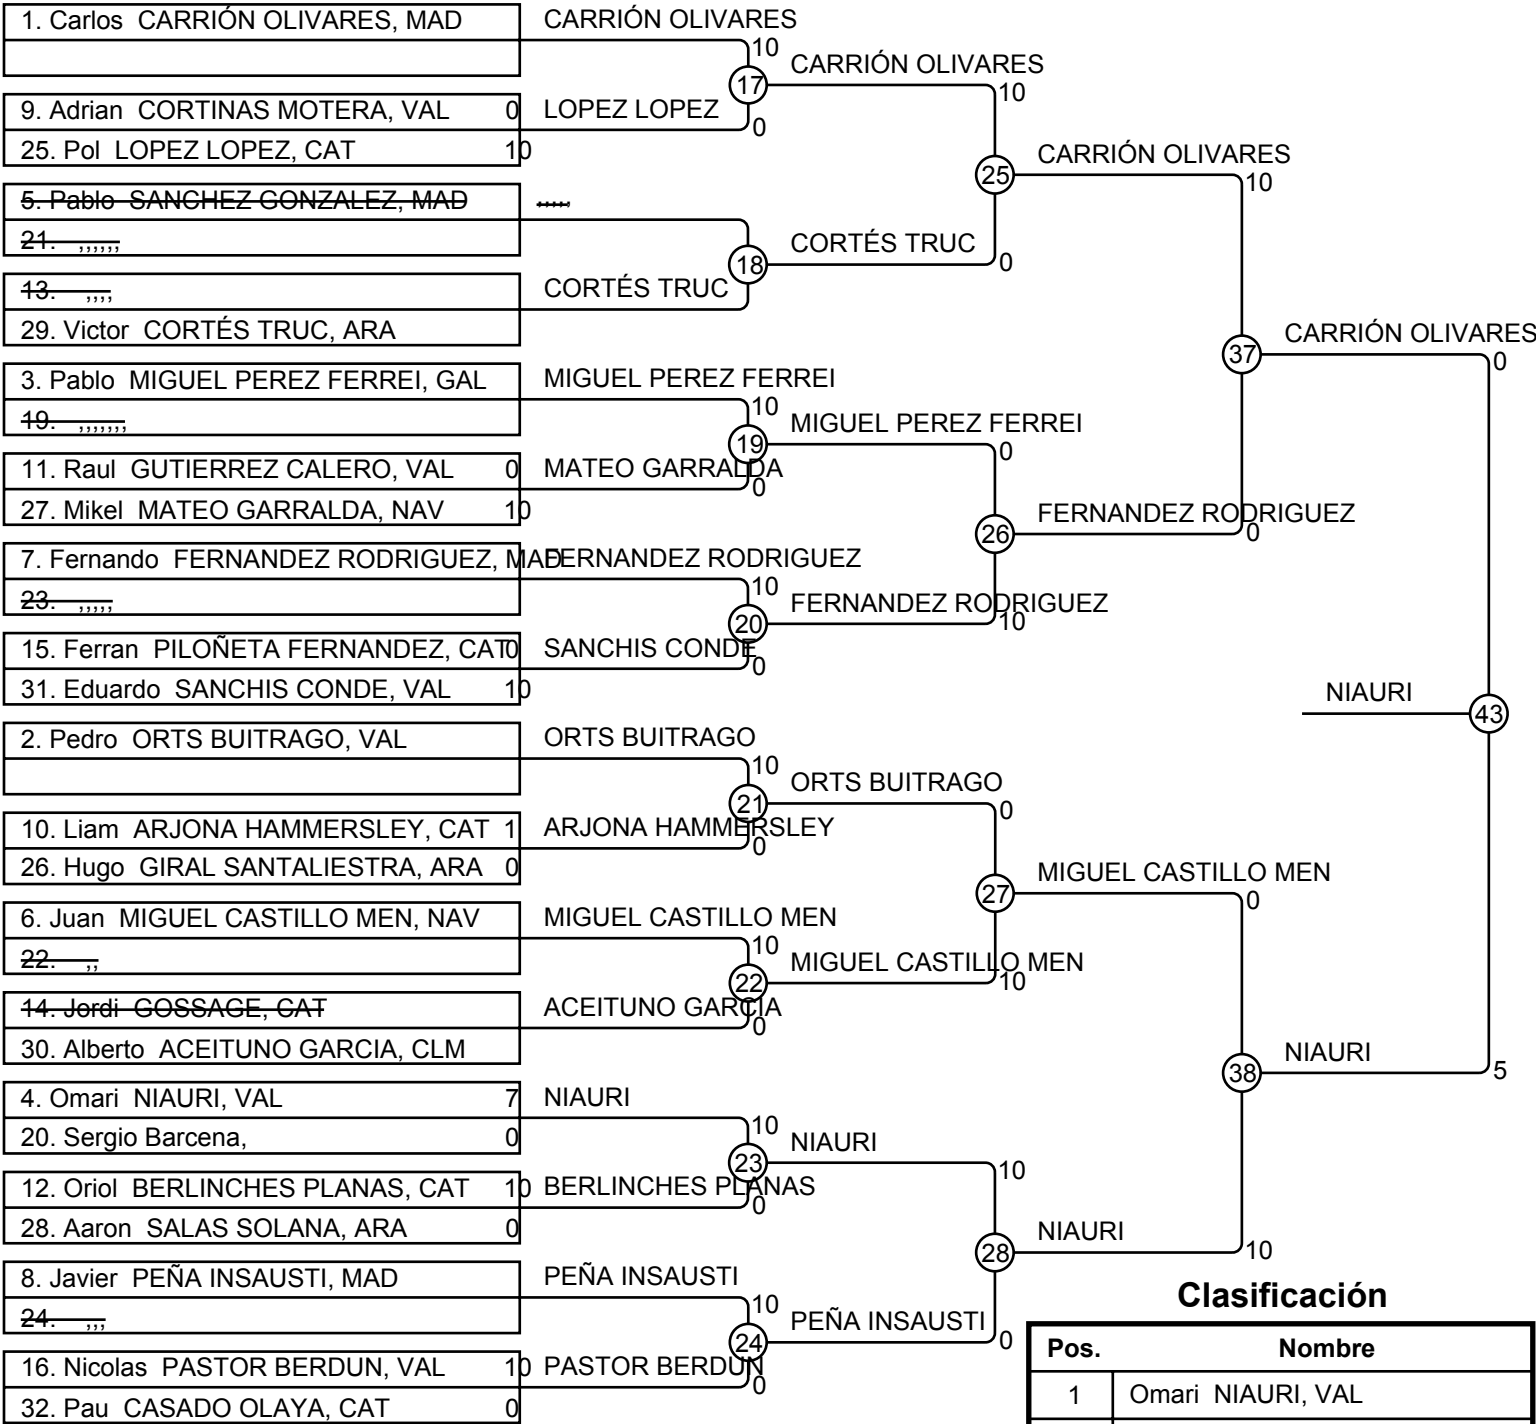 1. Carlos CARRIÓN OLIVARES, MAD
CARRIÓN OLIVARES
10
CARRIÓN OLIVARES
17
10
9. Adrian CORTINAS MOTERA, VAL 0
LOPEZ LOPEZ
0
25. Pol LOPEZ LOPEZ, CAT 10
CARRIÓN OLIVARES
25
10
5. Pablo SANCHEZ GONZALEZ, MAD
,,,,,
21. ,,,,,,
CORTÉS TRUC
18
0
13. ,,,,
CORTÉS TRUC
29. Victor CORTÉS TRUC, ARA
CARRIÓN OLIVARES
37
0
3. Pablo MIGUEL PEREZ FERREI, GAL
MIGUEL PEREZ FERREI
10
19. ,,,,,,,
MIGUEL PEREZ FERREI
19
0
11. Raul GUTIERREZ CALERO, VAL 0
MATEO GARRALDA
0
27. Mikel MATEO GARRALDA, NAV 10
FERNANDEZ RODRIGUEZ
26
0
7. Fernando FERNANDEZ RODRIGUEZ, MAD
FERNANDEZ RODRIGUEZ
10
23. ,,,,,
FERNANDEZ RODRIGUEZ
20
10
15. Ferran PILOÑETA FERNANDEZ, CAT 0
SANCHIS CONDE
0
31. Eduardo SANCHIS CONDE, VAL 10
NIAURI
43
2. Pedro ORTS BUITRAGO, VAL
ORTS BUITRAGO
10
ORTS BUITRAGO
21
0
10. Liam ARJONA HAMMERSLEY, CAT 1
ARJONA HAMMERSLEY
0
26. Hugo GIRAL SANTALIESTRA, ARA 0
MIGUEL CASTILLO MEN
27
0
6. Juan MIGUEL CASTILLO MEN, NAV
MIGUEL CASTILLO MEN
10
22. ,,
MIGUEL CASTILLO MEN
22
10
14. Jordi GOSSAGE, CAT
ACEITUNO GARCIA
0
30. Alberto ACEITUNO GARCIA, CLM
NIAURI
38
5
4. Omari NIAURI, VAL 7
NIAURI
10
20. Sergio Barcena, 0
NIAURI
23
10
12. Oriol BERLINCHES PLANAS, CAT 10
BERLINCHES PLANAS
0
28. Aaron SALAS SOLANA, ARA 0
NIAURI
28
10
8. Javier PEÑA INSAUSTI, MAD
PEÑA INSAUSTI
10
24. ,,,
PEÑA INSAUSTI
24
0
16. Nicolas PASTOR BERDUN, VAL 10
PASTOR BERDUN
0
32. Pau CASADO OLAYA, CAT 0
Clasificación
Pos. Nombre
1 Omari NIAURI, VAL